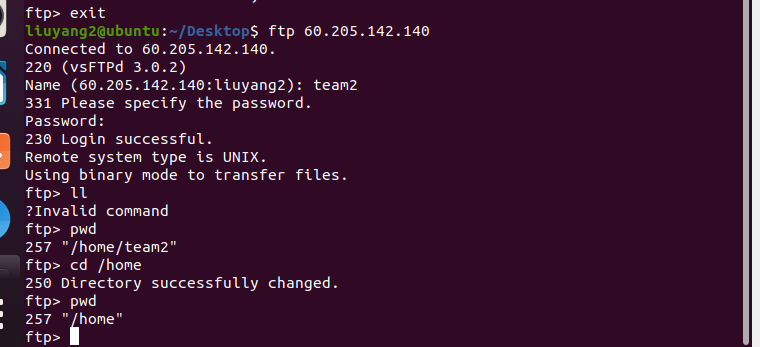 ftp> exit
liuyang2@ubuntu:~/Desktop$ ftp 60.205.142.140
Connected to 60.205.142.140.
220 (vsFTPd 3.0.2)
Name (60.205.142.140:liuyang2): team2
331 Please specify the password.
Password:
230 Login successful.
Remote system type is UNIX.
Using binary mode to transfer files.
ftp> ll
?Invalid command
ftp> pwd
257 "/home/team2"
ftp> cd /home
250 Directory successfully changed.
ftp> pwd
257 "/home"
ftp>